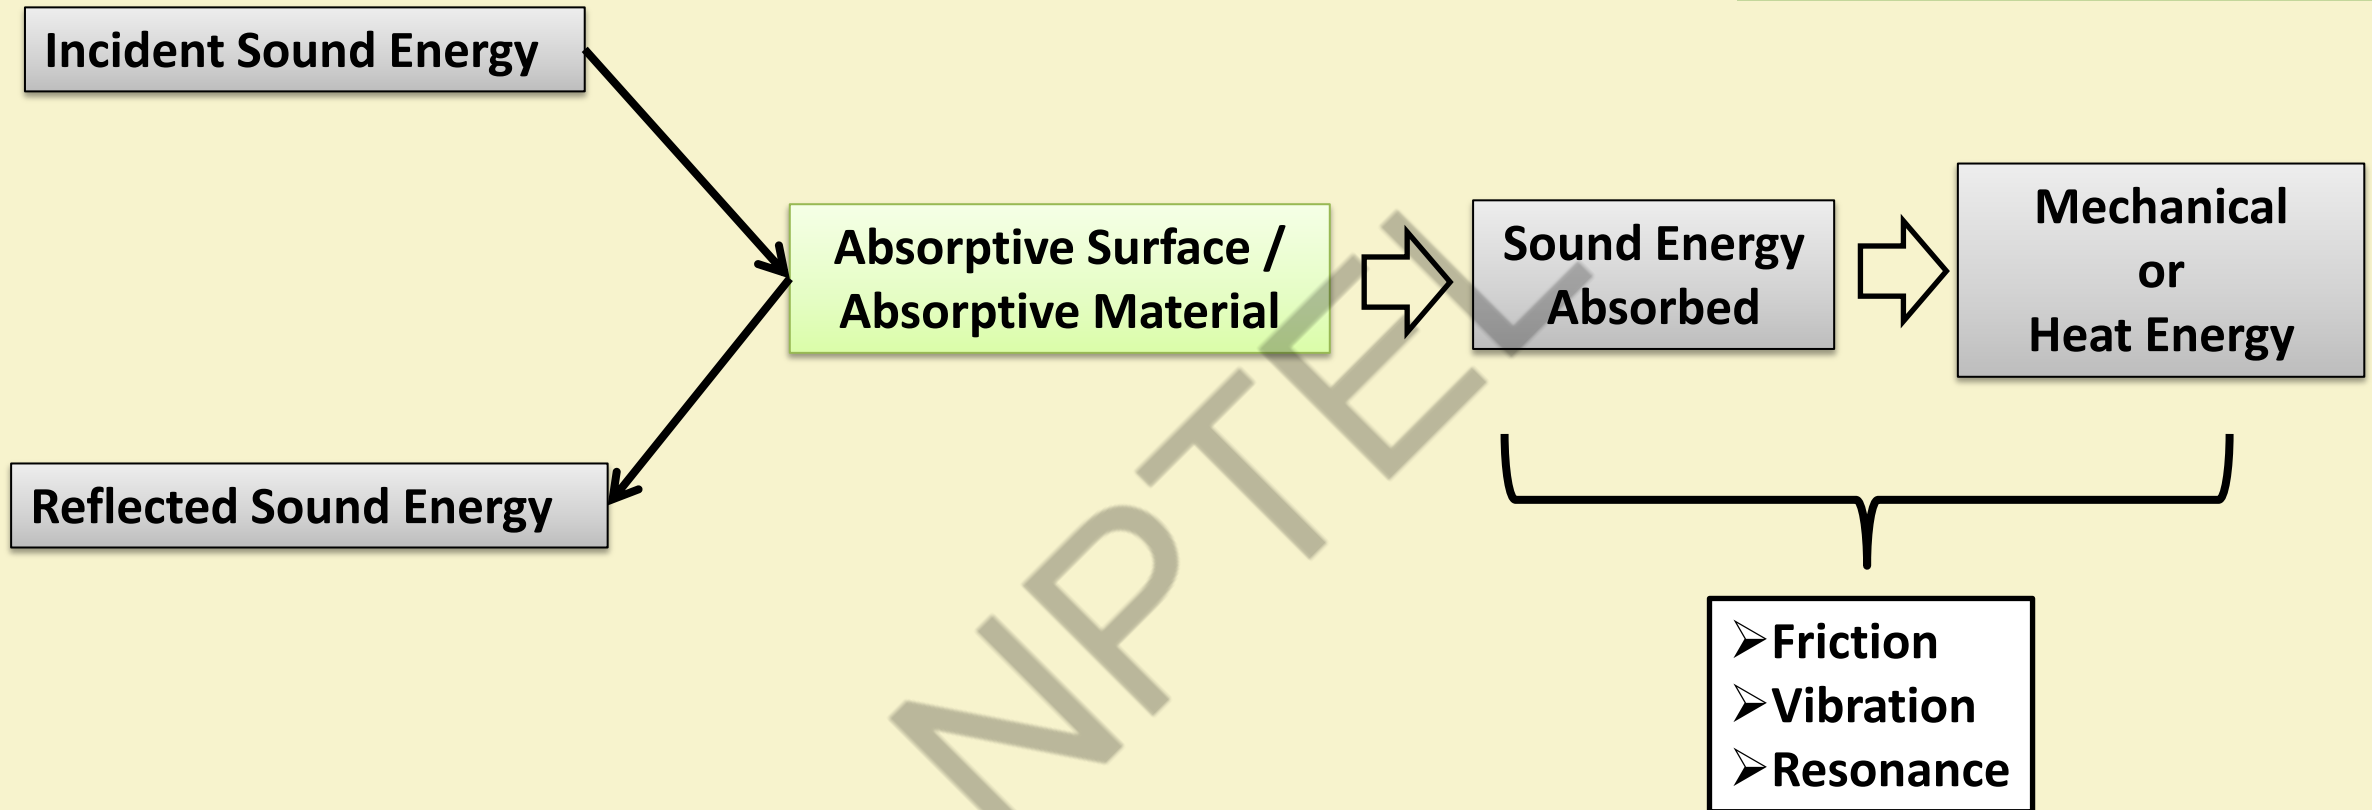 Incident Sound Energy
Absorptive Surface /
Absorptive Material
Sound Energy
Absorbed
Mechanical
or
Heat Energy
Reflected Sound Energy
➢Friction
➢Vibration
➢Resonance
NPTEL